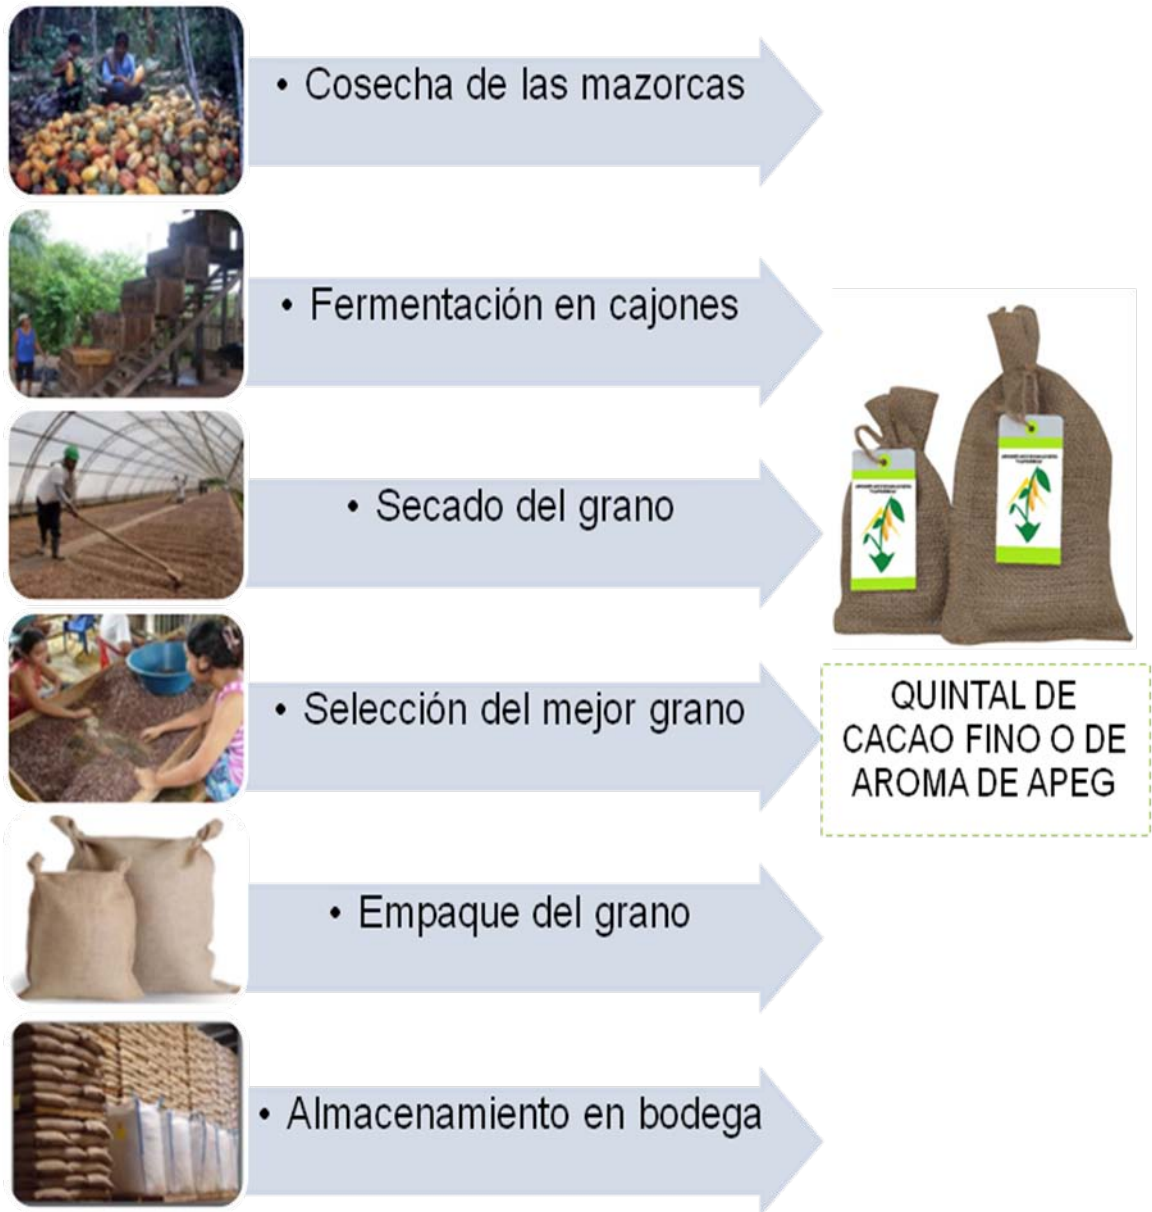 • Cosecha de las mazorcas
• Fermentación en cajones
• Secado del grano
• Selección del mejor grano
• Empaque del grano
• Almacenamiento en bodega
QUINTAL DE
CACAO FINO O DE
AROMA DE APEG